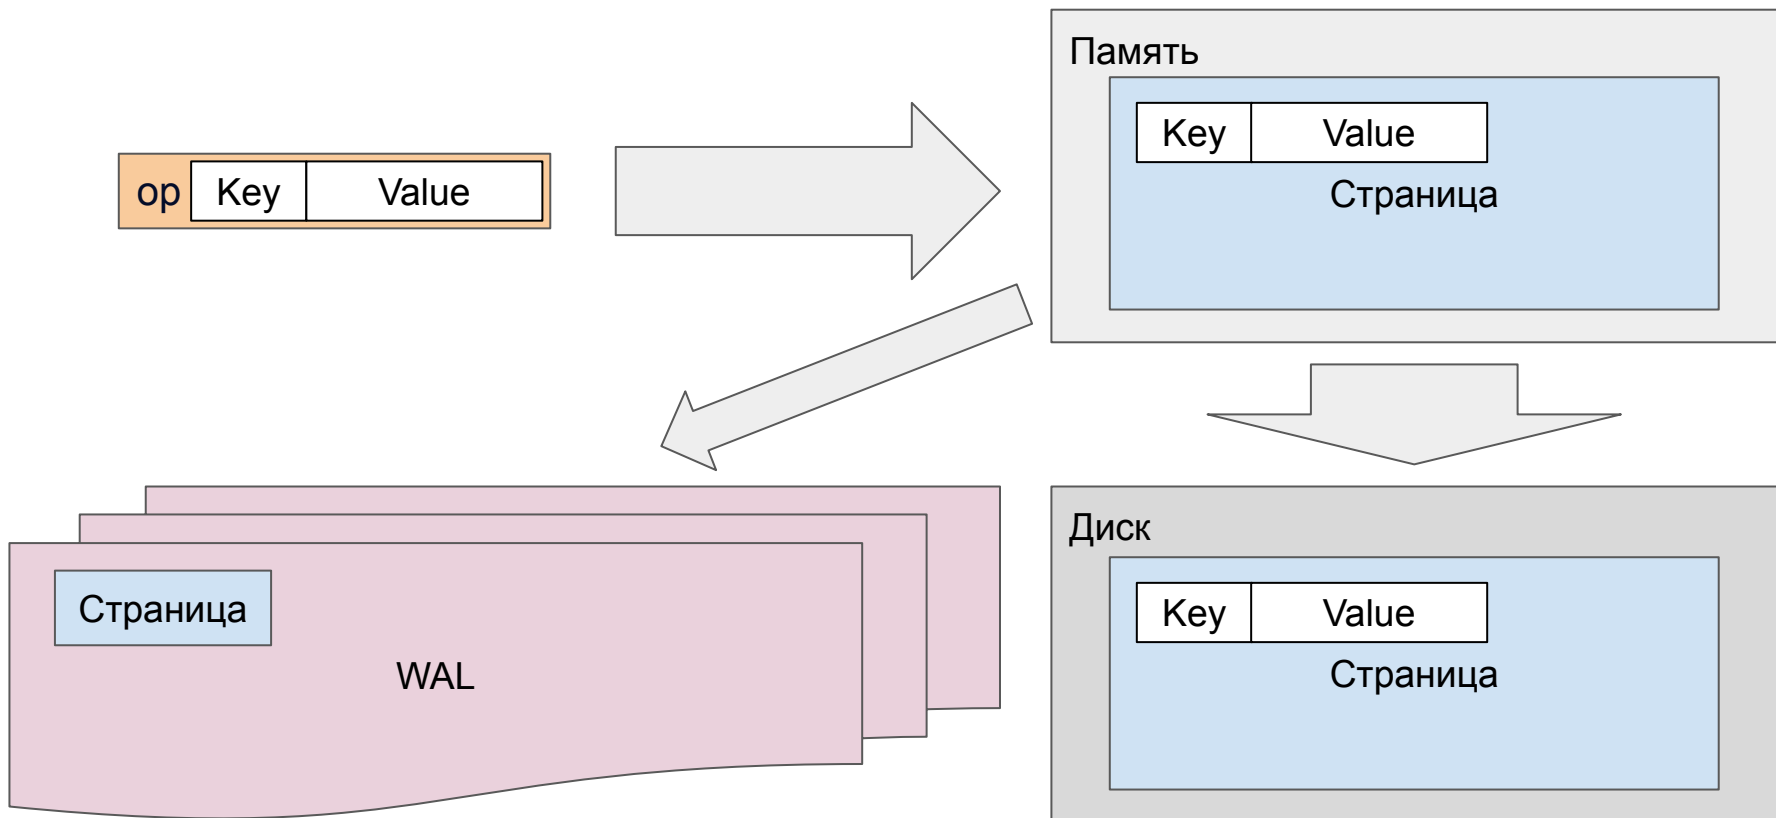 Память
Key Value
Страница
op Key Value
Страница
WAL
Диск
Key Value
Страница